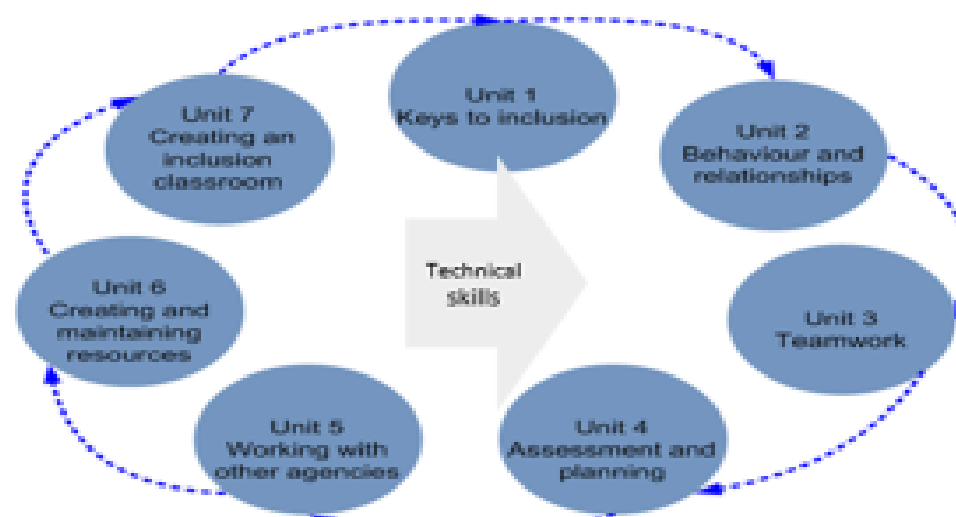 Unit 1
Keys to inclusion
Unit 2
Behaviour and
relationships
Unit 3
Teamwork
Unit 4
Assessment and
planning
Unit 5
Working with
other agencies
Unit 6
Creating and
maintaining
resources
Unit 7
Creating an
inclusion
classroom
Technical
skills